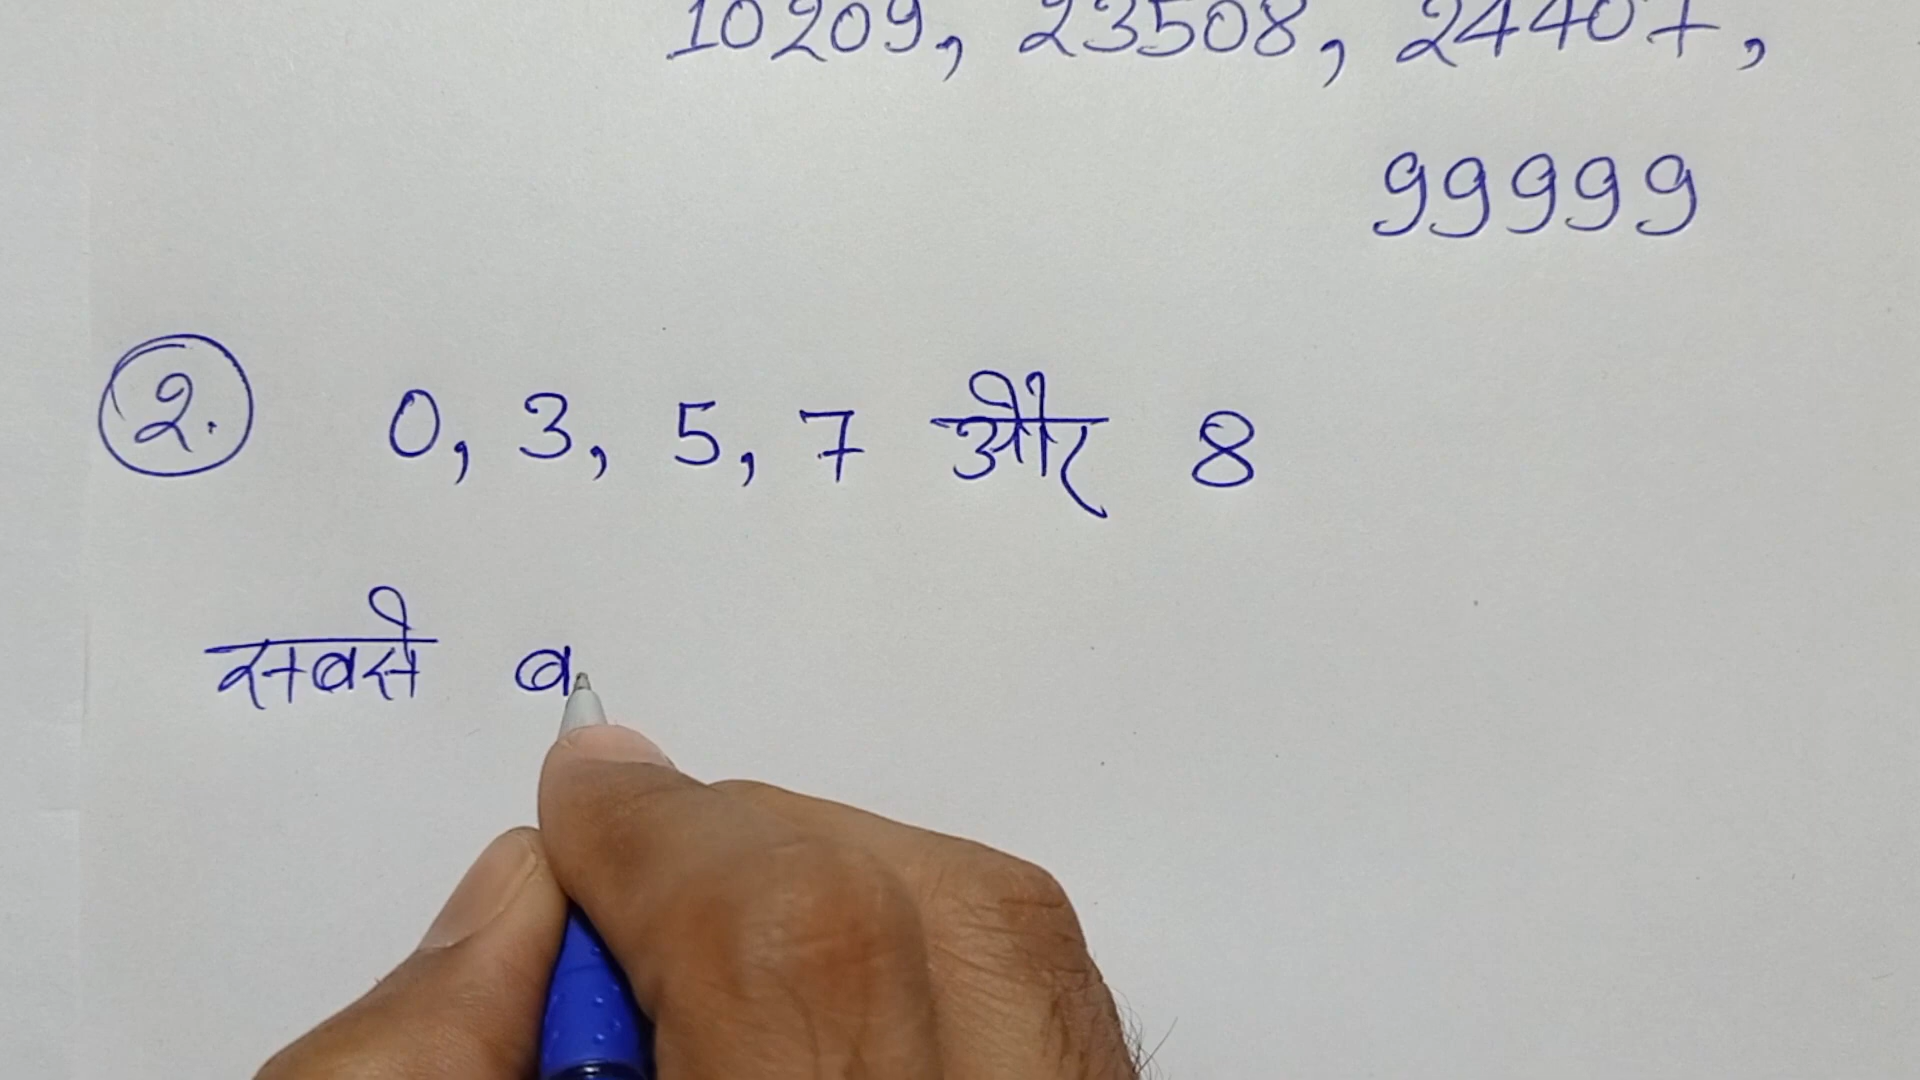 10209, 23508, 24407,
99999
2. 0, 3, 5, 7 और 8
सबसे ब